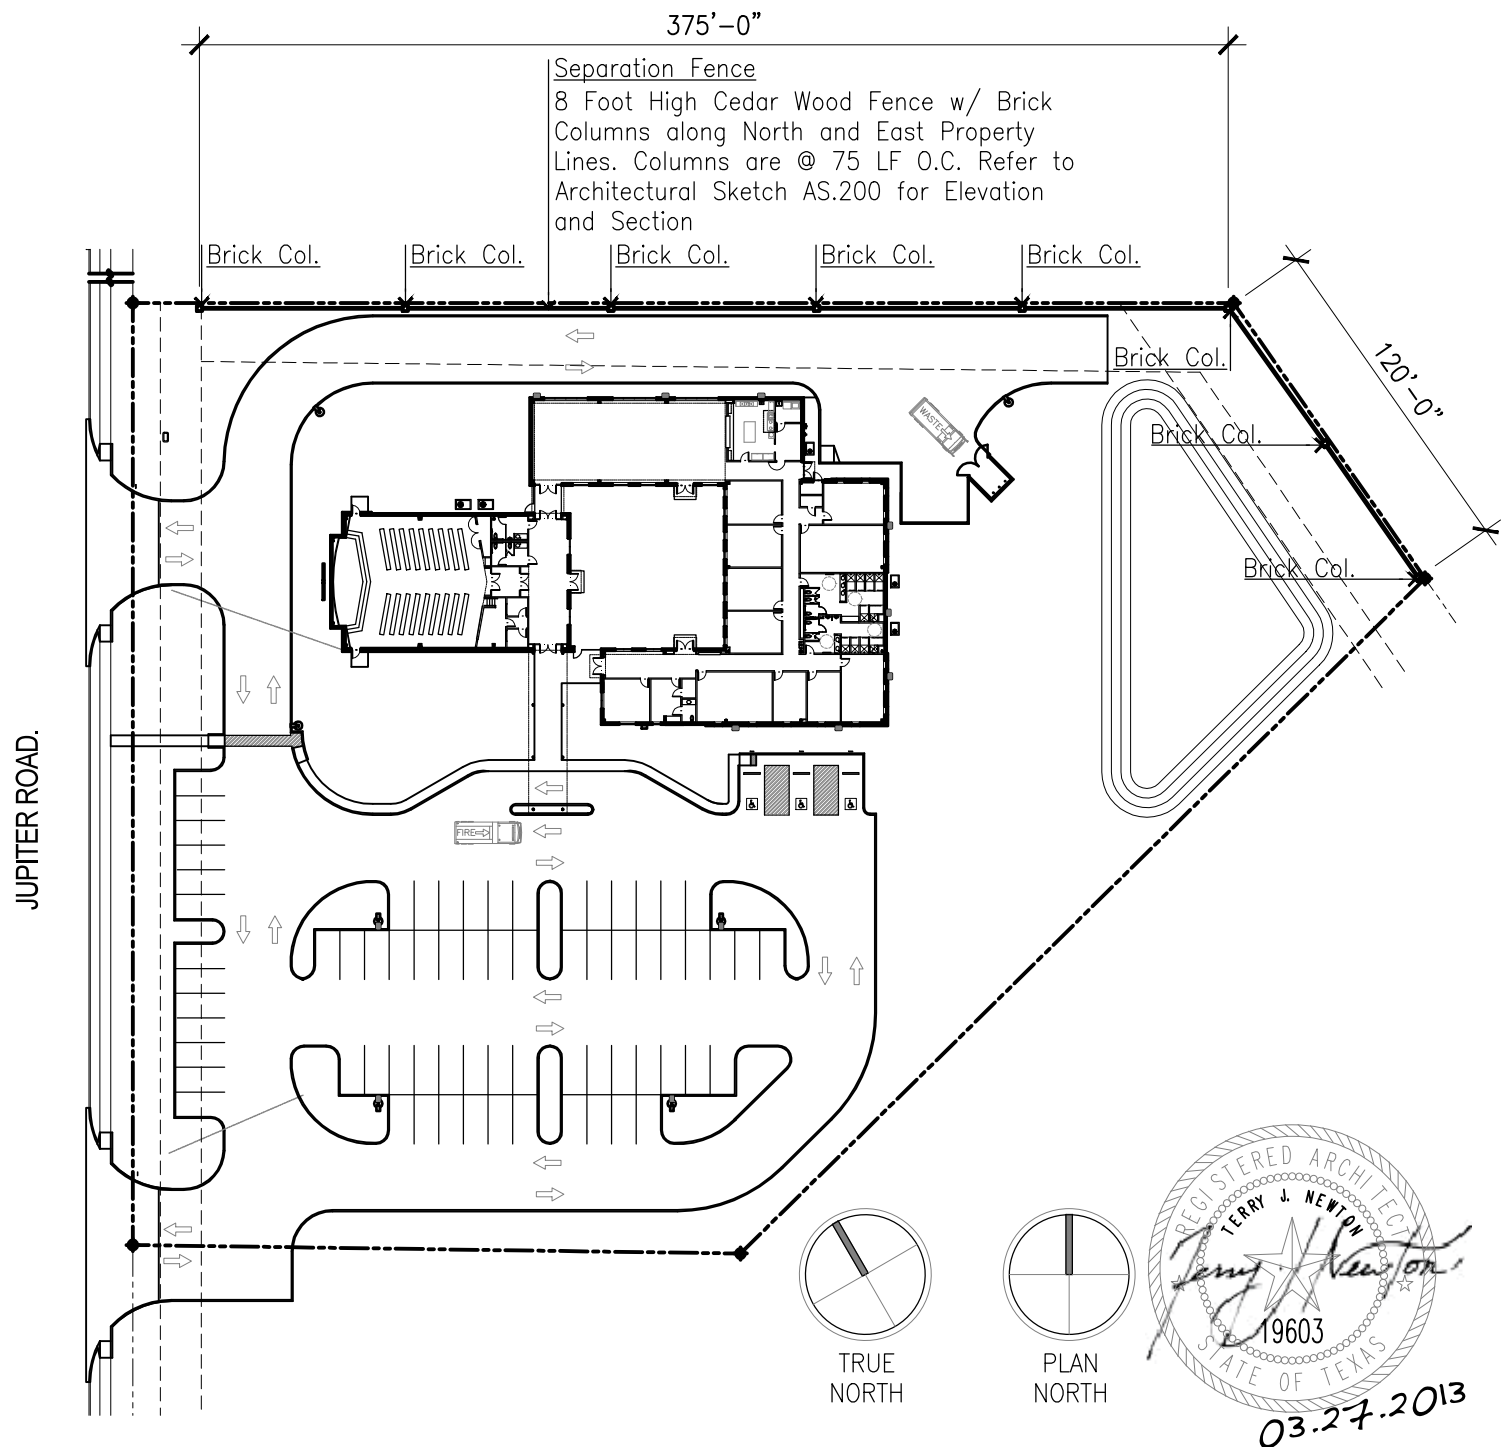 375'-0"
Separation Fence
8 Foot High Cedar Wood Fence w/ Brick
Columns along North and East Property
Lines. Columns are @ 75 LF O.C. Refer to
Architectural Sketch AS.200 for Elevation
and Section
Brick Col.
Brick Col.
Brick Col.
Brick Col.
Brick Col.
Brick Col.
120'-0"
WASTE
Brick Col.
Brick Col.
JUPITER ROAD.
FIRE
REGISTERED ARCHITECT
TERRY J. NEWTON
Terry J Newton
19603
STATE OF TEXAS
TRUE
NORTH
PLAN
NORTH
03.27.2013